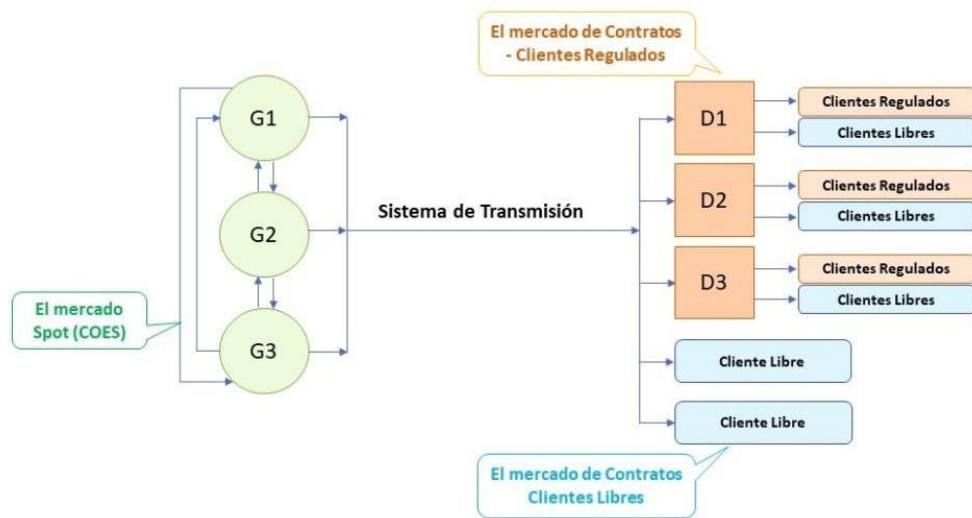 El mercado de Contratos
- Clientes Regulados
G1
G2
G3
El mercado
Spot (COES)
Sistema de Transmisión
D1
Clientes Regulados
Clientes Libres
D2
Clientes Regulados
Clientes Libres
D3
Clientes Regulados
Clientes Libres
Cliente Libre
Cliente Libre
El mercado de Contratos
Clientes Libres